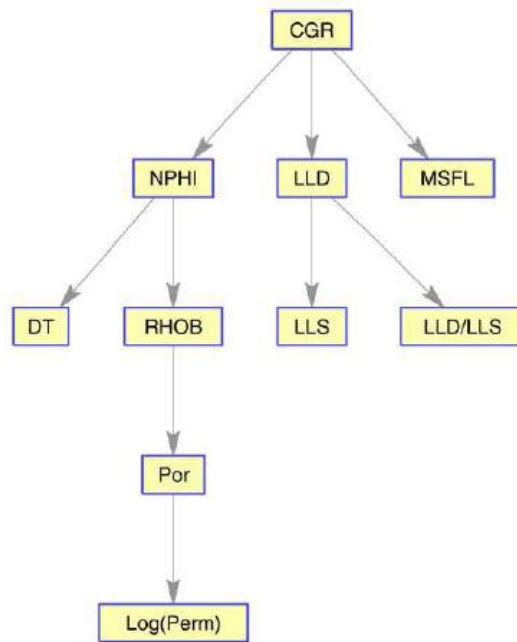 CGR
NPHI LLD MSFL
DT RHOB LLS LLD/LLS
Por
Log(Perm)